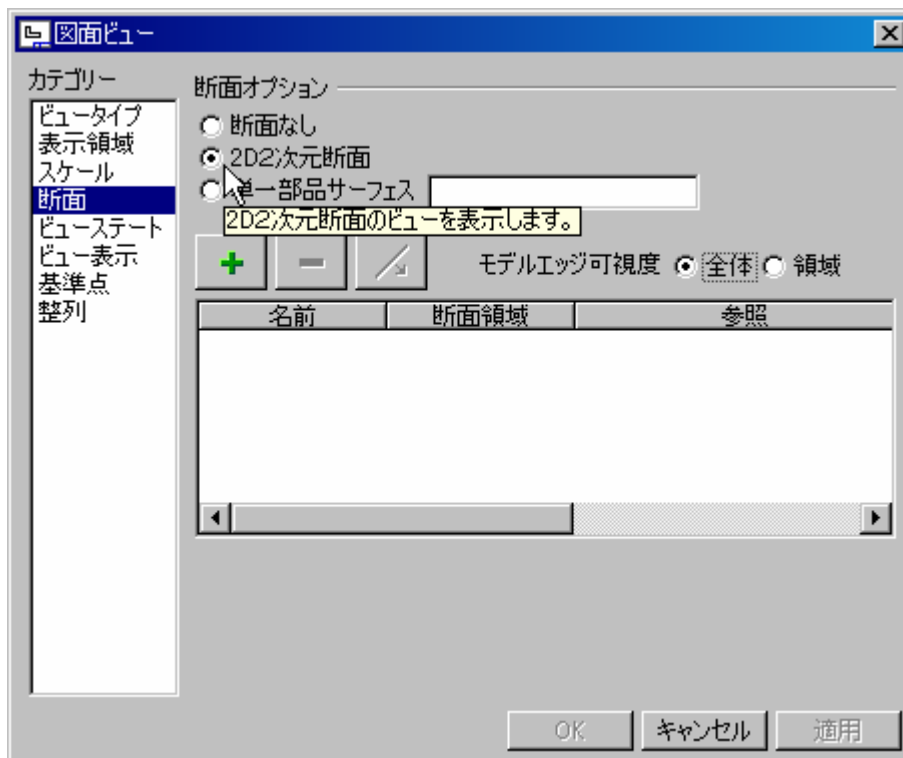 図面ビュー
カテゴリー
ビュータイプ
表示領域
スケール
断面
ビューステート
ビュー表示
基準点
整列
断面オプション
断面なし
2D2次元断面
単一部品サーフェス
2D2次元断面のビューを表示します。
モデルエッジ可視度 全体 領域
名前 断面領域 参照
OK キャンセル 適用